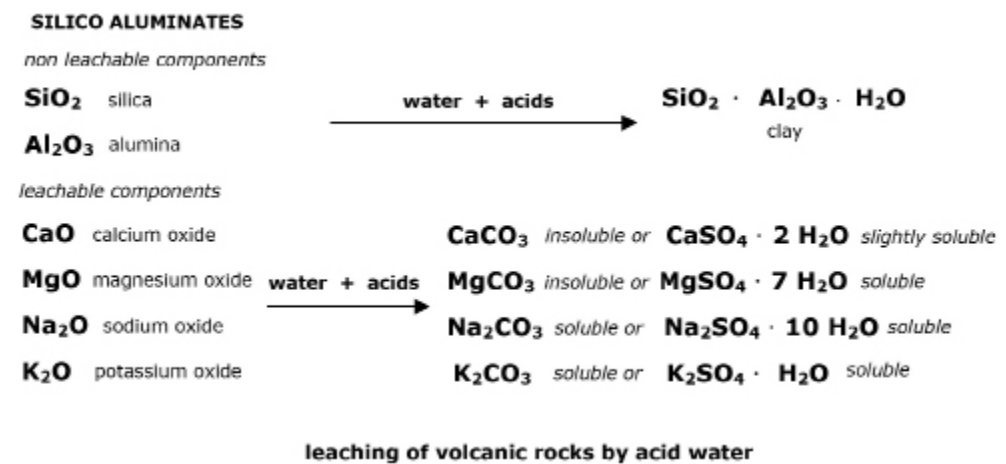 SILICO ALUMINATES
non leachable components
SiO₂ silica
water + acids
SiO₂ · Al₂O₃ · H₂O
Al₂O₃ alumina
clay
leachable components
CaO calcium oxide
CaCO₃ insoluble or CaSO₄ · 2 H₂O slightly soluble
MgO magnesium oxide
water + acids
MgCO₃ insoluble or MgSO₄ · 7 H₂O soluble
Na₂O sodium oxide
Na₂CO₃ soluble or Na₂SO₄ · 10 H₂O soluble
K₂O potassium oxide
K₂CO₃ soluble or K₂SO₄ · H₂O soluble
leaching of volcanic rocks by acid water